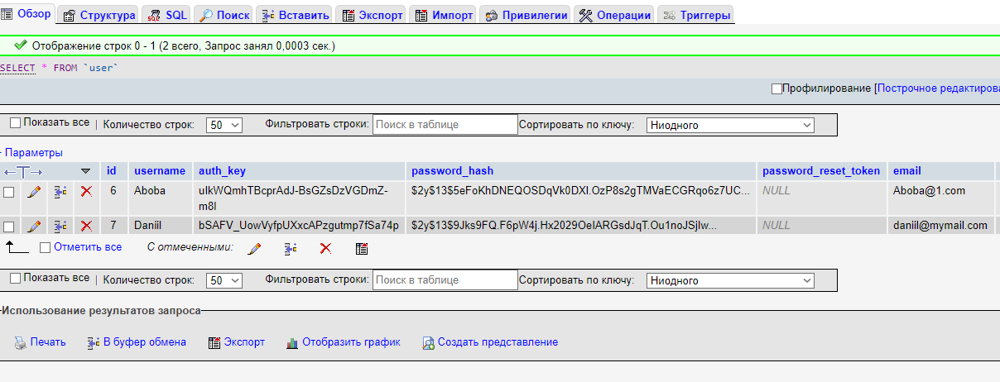 Обзор Структура SQL Поиск Вставить Экспорт Импорт Привилегии Операции Триггеры
Отображение строк 0 - 1 (2 всего, Запрос занял 0,0003 сек.)
SELECT * FROM `user`
Профилирование [Построчное редактирова
Показать все | Количество строк: 50 Фильтровать строки: Поиск в таблице Сортировать по ключу: Ниодного
Параметры
id username auth_key password_hash password_reset_token email
6 Aboba ulkWQmhTBcprAdJ-BsGZsDzVGDmZ- $2y$13$5eFoKhDNEQOSDqVk0DXI.OzP8s2gTMVaECGRqo6z7UC... NULL Aboba@1.com
m8I
7 Daniil bSAFV_UowVyfpUXxcAPzgutmp7fSa74p $2y$13$9Jks9FQ.F6pW4j.Hx2029OelARGsdJqT.Ou1noJSjIw... NULL daniil@mymail.com
Отметить все С отмеченными:
Показать все | Количество строк: 50 Фильтровать строки: Поиск в таблице Сортировать по ключу: Ниодного
Использование результатов запроса
Печать В буфер обмена Экспорт Отобразить график Создать представление